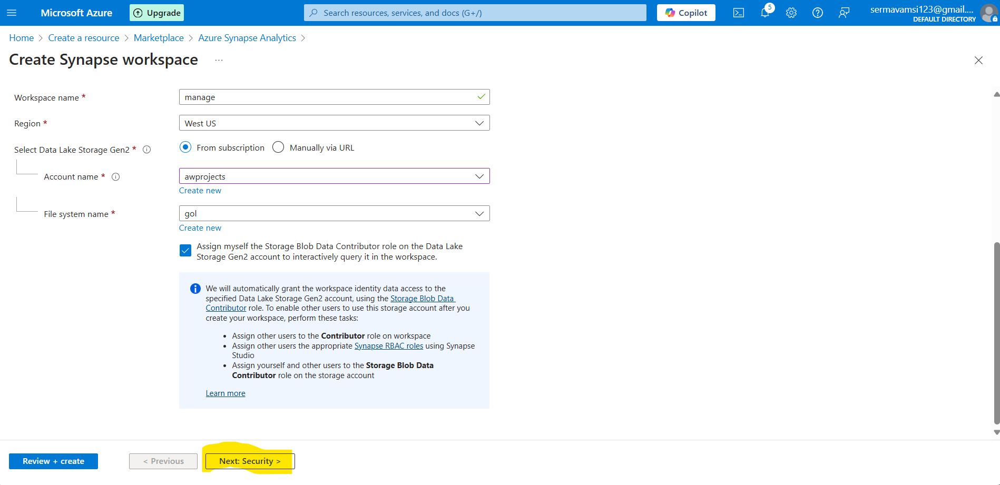 Microsoft Azure
Upgrade
Search resources, services, and docs (G+/)
Copilot
5
sermavamsi123@gmail....
DEFAULT DIRECTORY
Home > Create a resource > Marketplace > Azure Synapse Analytics >
Create Synapse workspace ...
Workspace name *
manage
Region *
West US
Select Data Lake Storage Gen2 *
From subscription
Manually via URL
Account name *
awprojects
Create new
File system name *
gol
Create new
Assign myself the Storage Blob Data Contributor role on the Data Lake
Storage Gen2 account to interactively query it in the workspace.
We will automatically grant the workspace identity data access to the
specified Data Lake Storage Gen2 account, using the Storage Blob Data
Contributor role. To enable other users to use this storage account after you
create your workspace, perform these tasks:
• Assign other users to the Contributor role on workspace
• Assign other users the appropriate Synapse RBAC roles using Synapse
Studio
• Assign yourself and other users to the Storage Blob Data
Contributor role on the storage account
Learn more
Review + create
< Previous
Next: Security >